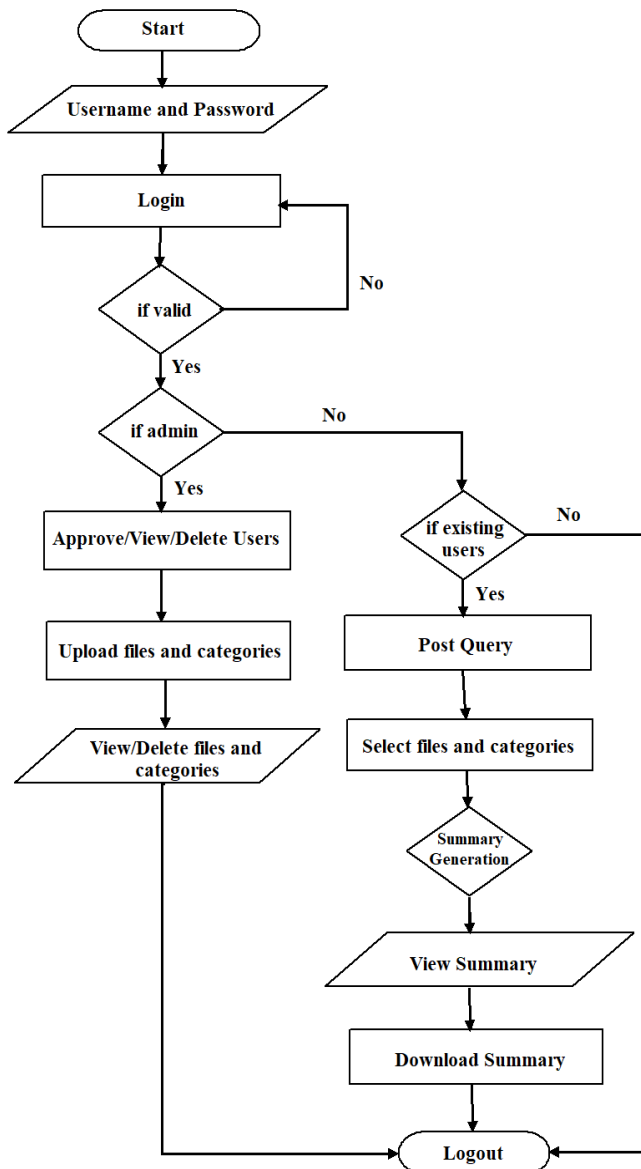 Start
Username and Password
Login
No
if valid
Yes
if admin
No
Yes
Approve/View/Delete Users
if existing
users
No
Yes
Upload files and categories
Post Query
View/Delete files and
categories
Select files and categories
Summary
Generation
View Summary
Download Summary
Logout